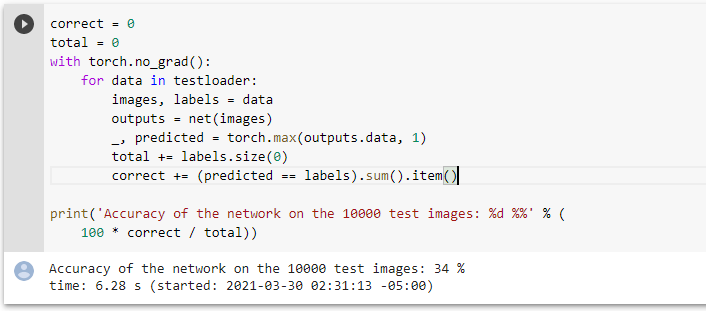 correct = 0
total = 0
with torch.no_grad():
    for data in testloader:
        images, labels = data
        outputs = net(images)
        _, predicted = torch.max(outputs.data, 1)
        total += labels.size(0)
        correct += (predicted == labels).sum().item()

print('Accuracy of the network on the 10000 test images: %d %%' % (
    100 * correct / total))
Accuracy of the network on the 10000 test images: 34 %
time: 6.28 s (started: 2021-03-30 02:31:13 -05:00)